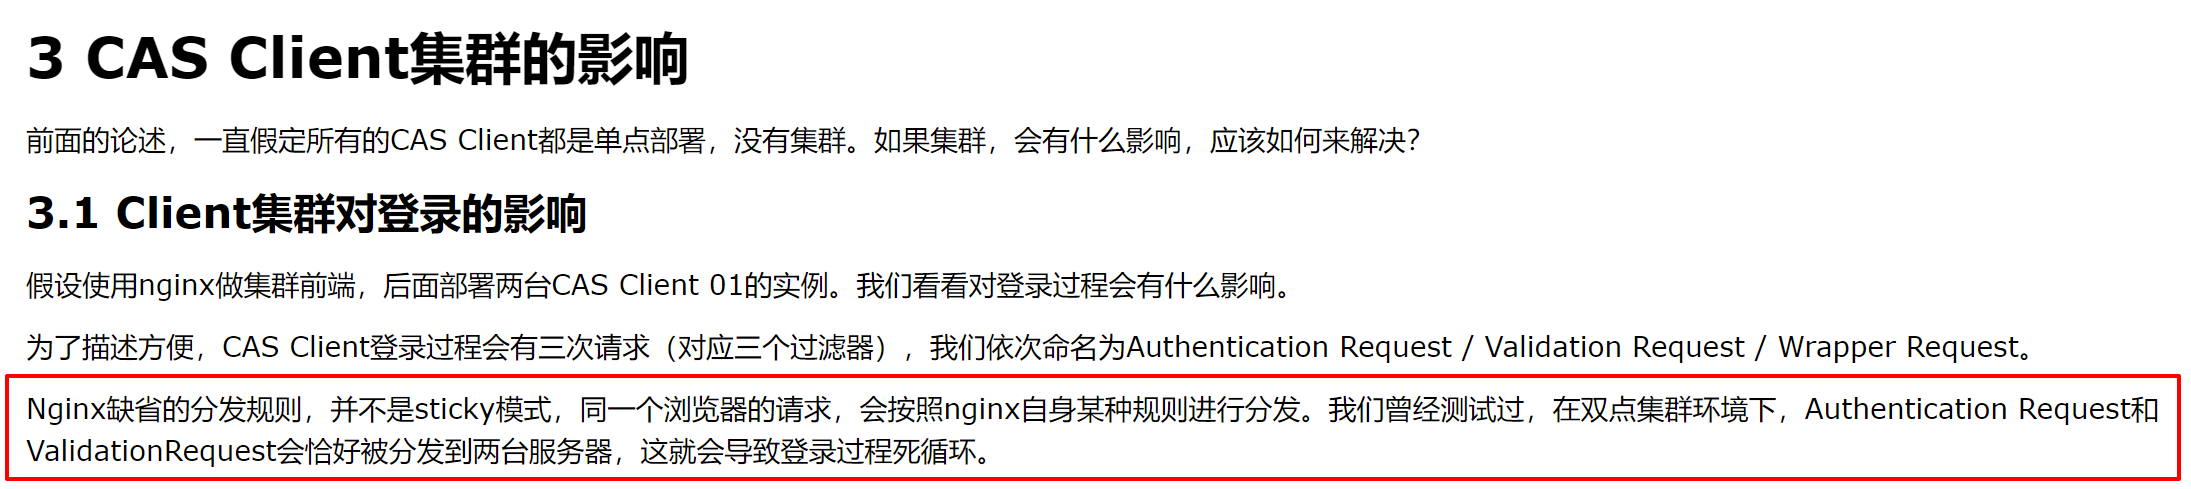 3 CAS Client集群的影响
前面的论述，一直假定所有的CAS Client都是单点部署，没有集群。如果集群，会有什么影响，应该如何来解决？
3.1 Client集群对登录的影响
假设使用nginx做集群前端，后面部署两台CAS Client 01的实例。我们看看对登录过程会有什么影响。
为了描述方便，CAS Client登录过程会有三次请求（对应三个过滤器），我们依次命名为Authentication Request / Validation Request / Wrapper Request。
Nginx缺省的分发规则，并不是sticky模式，同一个浏览器的请求，会按照nginx自身某种规则进行分发。我们曾经测试过，在双点集群环境下，Authentication Request和
ValidationRequest会恰好被分发到两台服务器，这就会导致登录过程死循环。